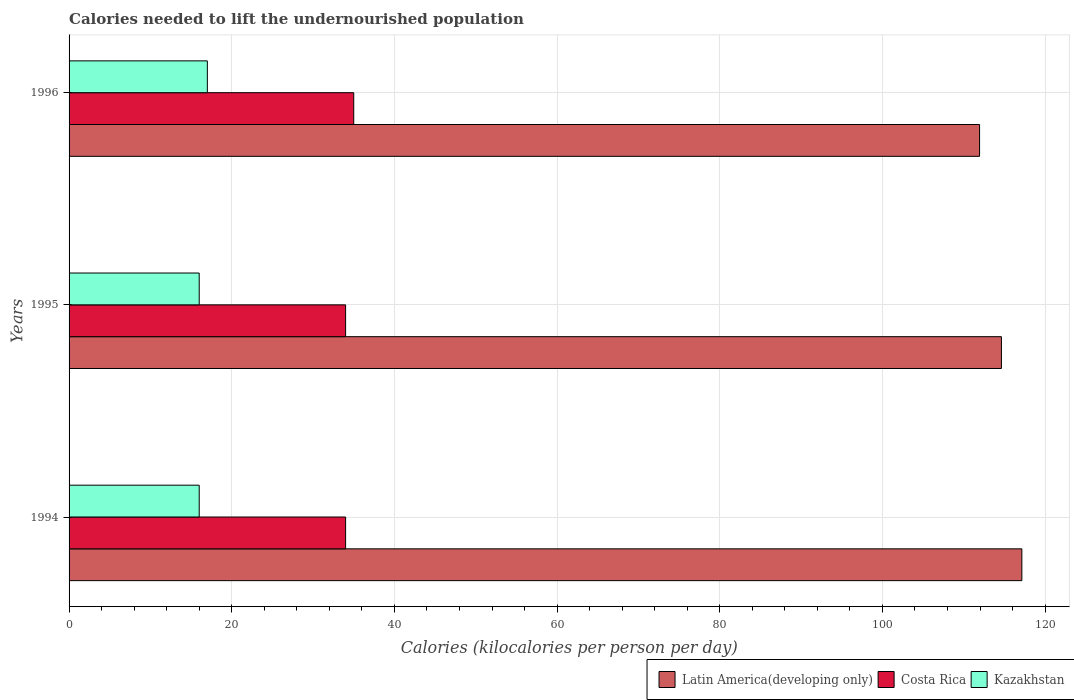 Calories needed to lift the undernourished population
1996
1995
1994
Years
0 20 40 60 80 100 120
Calories (kilocalories per person per day)
Latin America(developing only) Costa Rica Kazakhstan